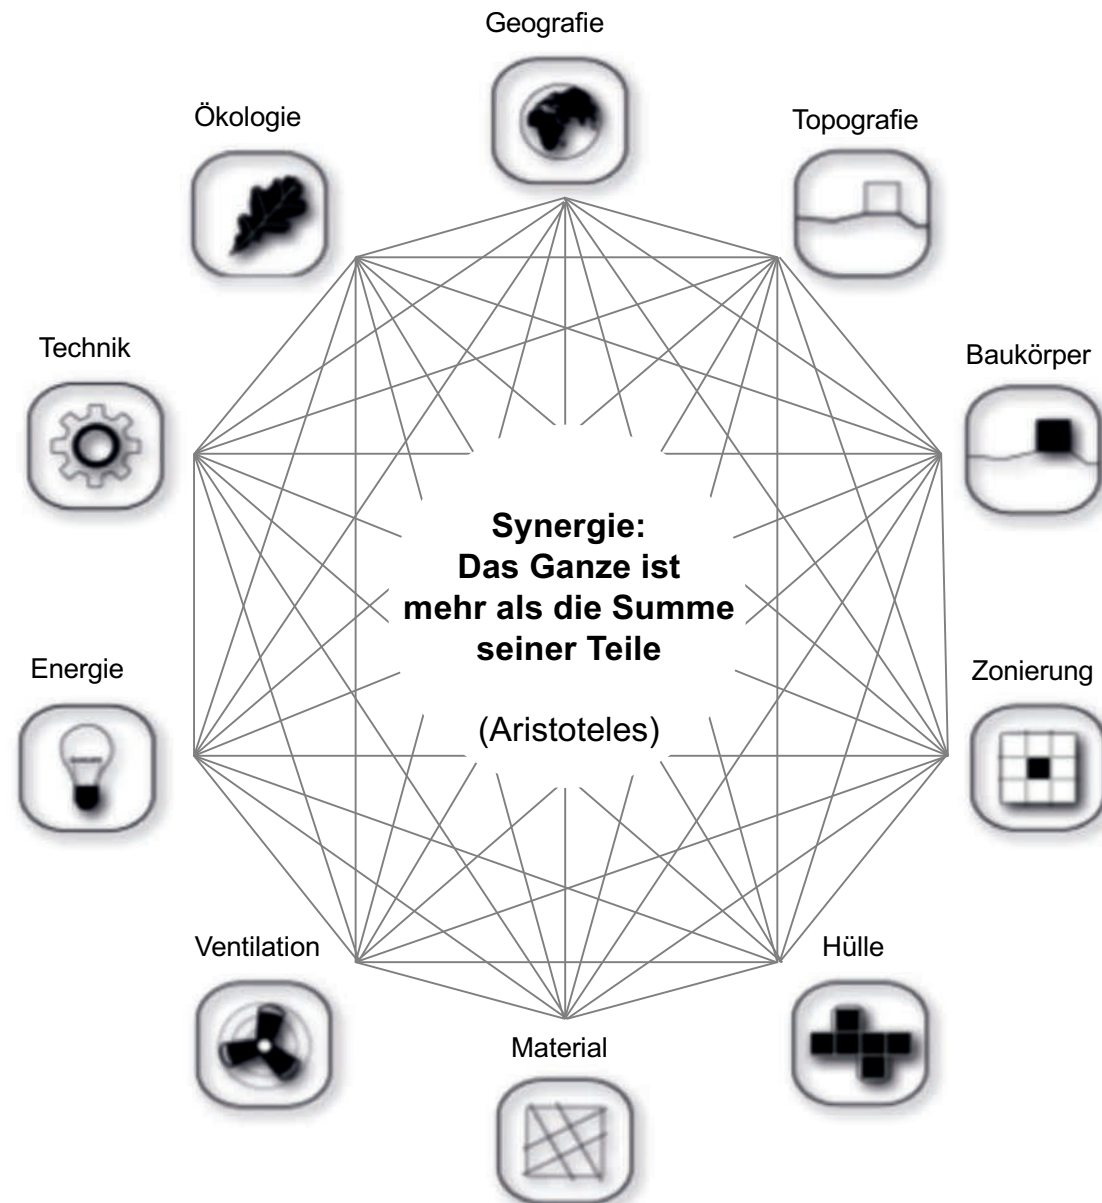 Geografie
Ökologie
Topografie
Technik
Baukörper
Synergie:
Das Ganze ist
mehr als die Summe
seiner Teile
(Aristoteles)
Energie
Zonierung
Ventilation
Hülle
Material